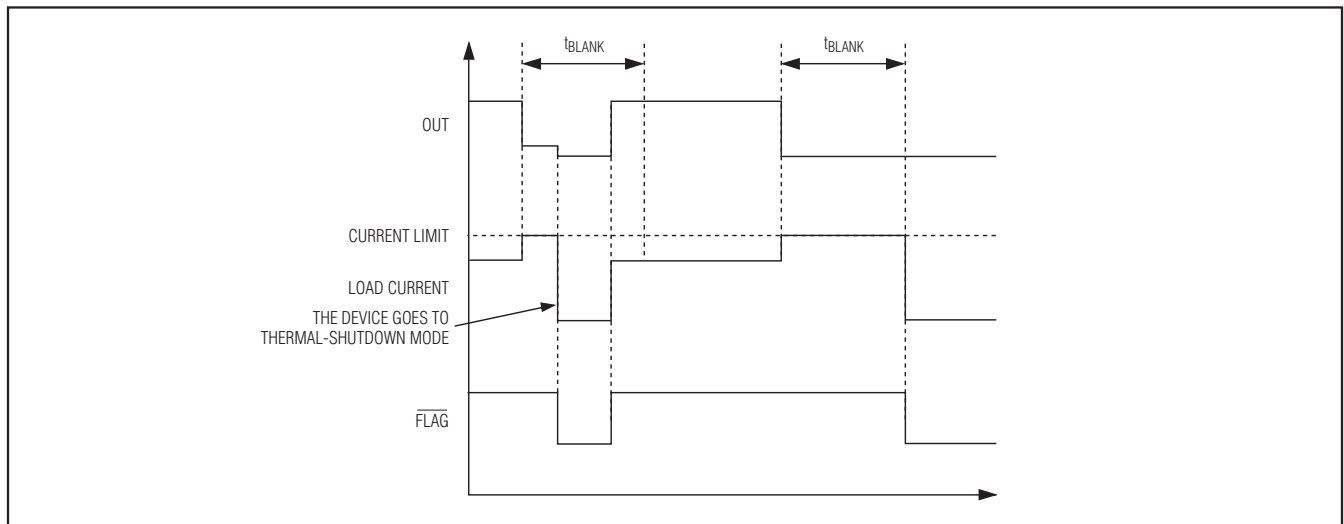 tBLANK
tBLANK
OUT
CURRENT LIMIT
LOAD CURRENT
THE DEVICE GOES TO
THERMAL-SHUTDOWN MODE
FLAG